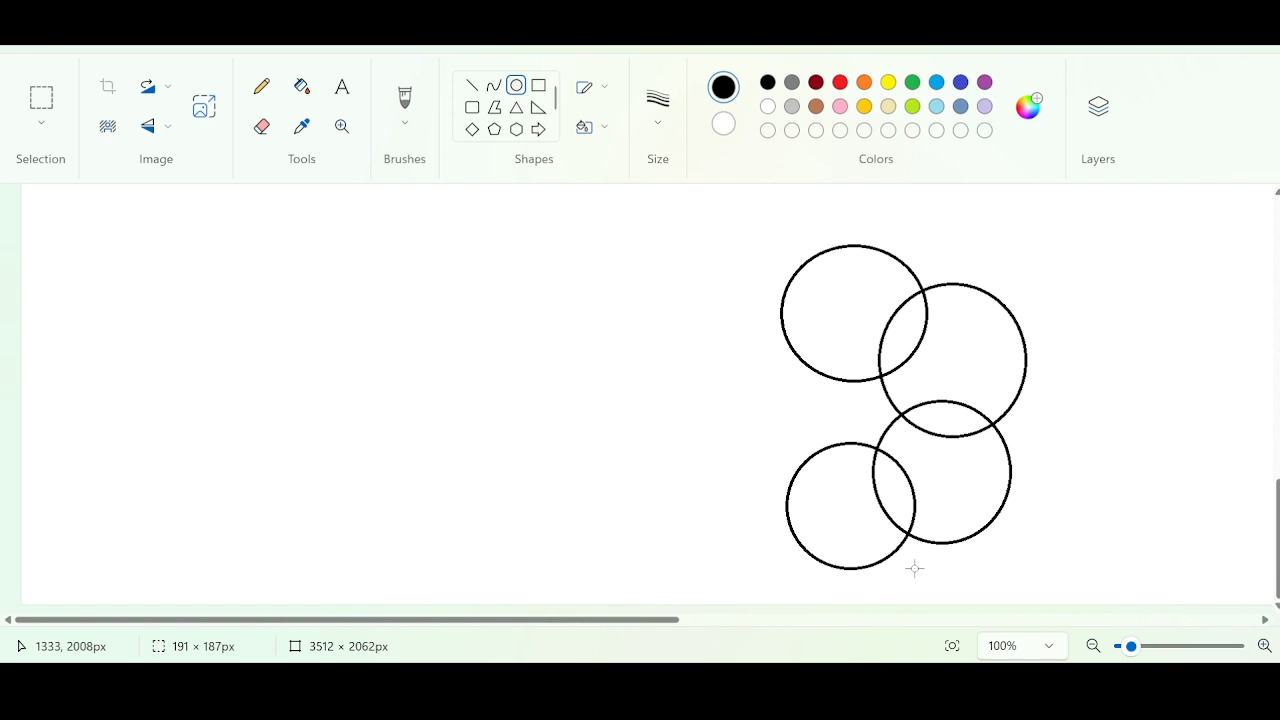 Selection
Image
Tools
Brushes
Shapes
Size
Colors
Layers
1333, 2008px
191 × 187px
3512 × 2062px
100%